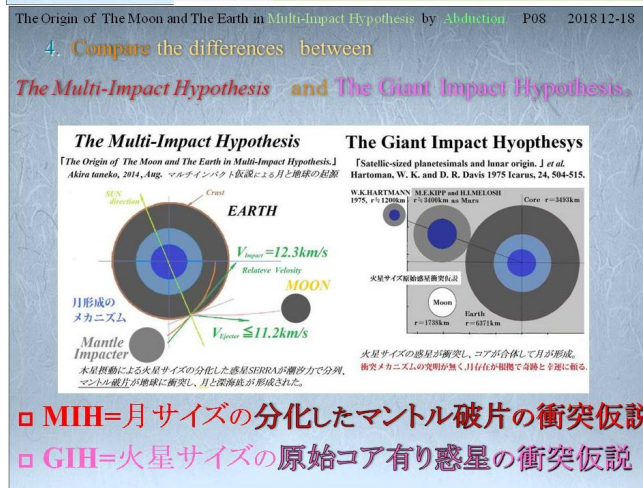 The Origin of The Moon and The Earth in Multi-Impact Hypothesis by Abduction P08 2018 12-18
4. Compare the differences between
The Multi-Impact Hypothesis and The Giant Impact Hypothesis。
The Multi-Impact Hypothesis
「The Origin of The Moon and The Earth in Multi-Impact Hypothesis.」
Akira taneko, 2014, Aug. マルチインパクト仮説による月と地球の起源
SUN
direction
Crust
EARTH
VImpact=12.3km/s
Relateve Velosity
MOON
月形成の
メカニズム
VEjecter≦11.2km/s
Mantle
Impacter
木星摂動による火星サイズの分化した惑星SERRAが潮汐力で分列、
マントル破片が地球に衝突し、月と深海底が形成された。
The Giant Impact Hyopthesys
「Satellic-sized planetesimals and lunar origin. 」 et al.
Hartoman, W. K. and D. R. Davis 1975 Icarus, 24, 504-515.
W.K.HARTMANN
1975, r≒1200km
M.E.KIPP and H.J.MELOSH
r≒3400km as Mars
Core r=3493km
火星サイズ原始惑星衝突仮説
Moon
r=1738km
Earth
r=6371km
火星サイズの惑星が衝突し、コアが合体して月が形成。
衝突メカニズムの究明が無く、月存在が根拠で奇跡と幸運に頼る.
MIH=月サイズの分化したマントル破片の衝突仮説
GIH=火星サイズの原始コア有り惑星の衝突仮説